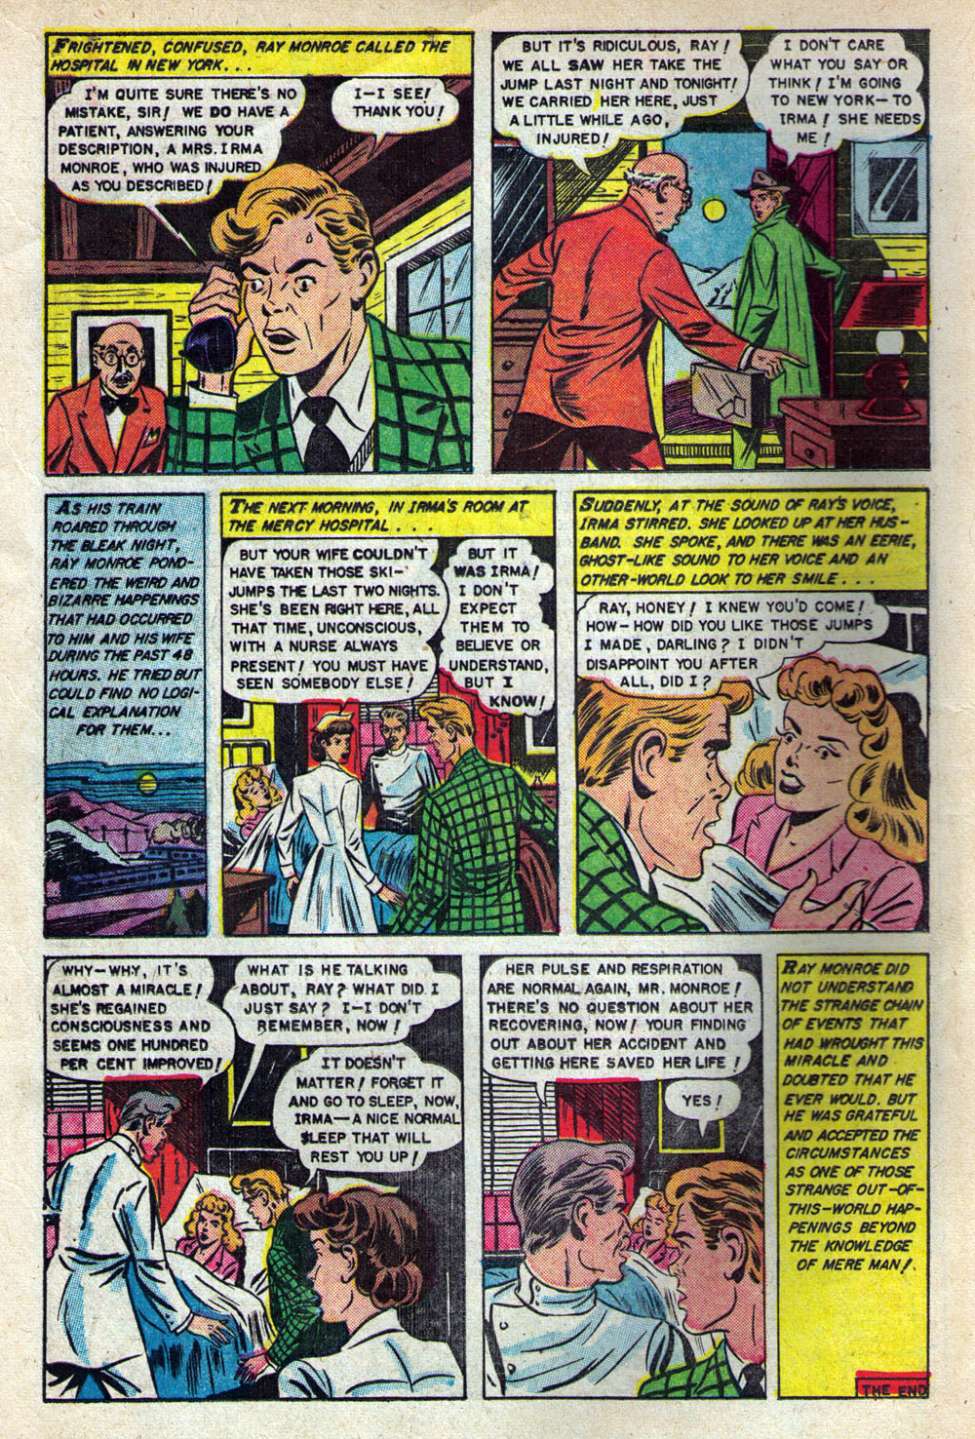 FRIGHTENED, CONFUSED, RAY MONROE CALLED THE
HOSPITAL IN NEW YORK. . .
I'M QUITE SURE THERE'S NO
MISTAKE, SIR! WE DO HAVE A
PATIENT, ANSWERING YOUR
DESCRIPTION, A MRS. IRMA
MONROE, WHO WAS INJURED
AS YOU DESCRIBED!
I-I SEE!
THANK YOU!
BUT IT'S RIDICULOUS, RAY!
WE ALL SAW HER TAKE THE
JUMP LAST NIGHT AND TONIGHT!
WE CARRIED HER HERE, JUST
A LITTLE WHILE AGO,
INJURED!
I DON'T CARE
WHAT YOU SAY OR
THINK! I'M GOING
TO NEW YORK-TO
IRMA! SHE NEEDS
ME!
AS HIS TRAIN
ROARED THROUGH
THE BLEAK NIGHT,
RAY MONROE POND-
ERED THE WEIRD AND
BIZARRE HAPPENINGS
THAT HAD OCCURRED
TO HIM AND HIS WIFE
DURING THE PAST 48
HOURS. HE TRIED BUT
COULD FIND NO LOGI-
CAL EXPLANATION
FOR THEM...
THE NEXT MORNING, IN IRMA'S ROOM AT
THE MERCY HOSPITAL . . .
BUT YOUR WIFE COULDN'T
HAVE TAKEN THOSE SKI-
JUMPS THE LAST TWO NIGHTS.
SHE'S BEEN RIGHT HERE, ALL
THAT TIME, UNCONSCIOUS,
WITH A NURSE ALWAYS
PRESENT! YOU MUST HAVE
SEEN SOMEBODY ELSE!
BUT IT
WAS IRMA!
I DON'T
EXPECT
THEM TO
BELIEVE OR
UNDERSTAND,
BUT I
KNOW!
SUDDENLY, AT THE SOUND OF RAY'S VOICE,
IRMA STIRRED. SHE LOOKED UP AT HER HUS-
BAND. SHE SPOKE, AND THERE WAS AN EERIE,
GHOST-LIKE SOUND TO HER VOICE AND AN
OTHER-WORLD LOOK TO HER SMILE . . .
RAY, HONEY! I KNEW YOU'D COME!
HOW-HOW DID YOU LIKE THOSE JUMPS
I MADE, DARLING? I DIDN'T
DISAPPOINT YOU AFTER
ALL, DID I?
WHY-WHY, IT'S
ALMOST A MIRACLE!
SHE'S REGAINED
CONSCIOUSNESS AND
SEEMS ONE HUNDRED
PER CENT IMPROVED!
WHAT IS HE TALKING
ABOUT, RAY? WHAT DID I
JUST SAY? I-I DON'T
REMEMBER, NOW!
IT DOESN'T
MATTER! FORGET IT
AND GO TO SLEEP, NOW,
IRMA-A NICE NORMAL
SLEEP THAT WILL
REST YOU UP!
HER PULSE AND RESPIRATION
ARE NORMAL AGAIN, MR. MONROE!
THERE'S NO QUESTION ABOUT HER
RECOVERING, NOW! YOUR FINDING
OUT ABOUT HER ACCIDENT AND
GETTING HERE SAVED HER LIFE!
YES!
RAY MONROE DID
NOT UNDERSTAND
THE STRANGE CHAIN
OF EVENTS THAT
HAD WROUGHT THIS
MIRACLE AND
DOUBTED THAT HE
EVER WOULD. BUT
HE WAS GRATEFUL
AND ACCEPTED THE
CIRCUMSTANCES
AS ONE OF THOSE
STRANGE OUT-OF-
THIS-WORLD HAP-
PENINGS BEYOND
THE KNOWLEDGE
OF MERE MAN!
THE END